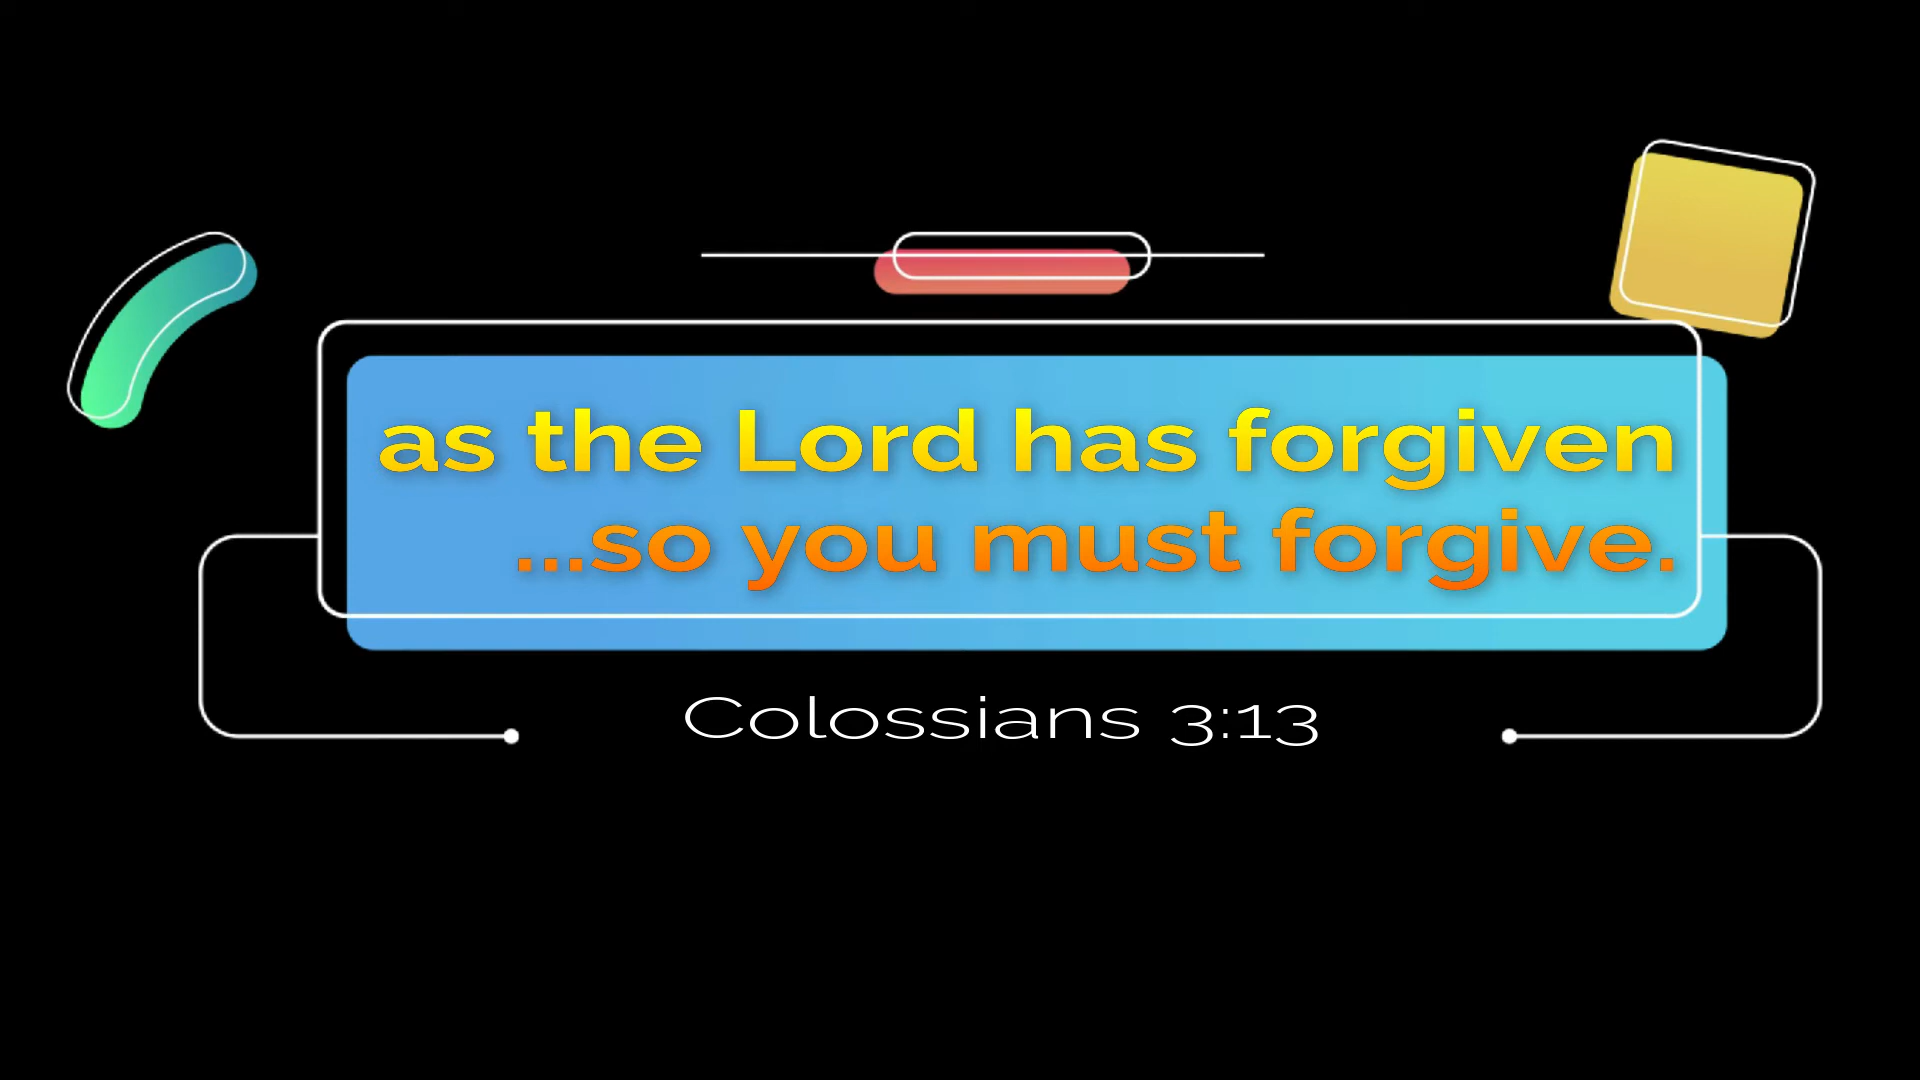 as the Lord has forgiven
...so you must forgive.
Colossians 3:13